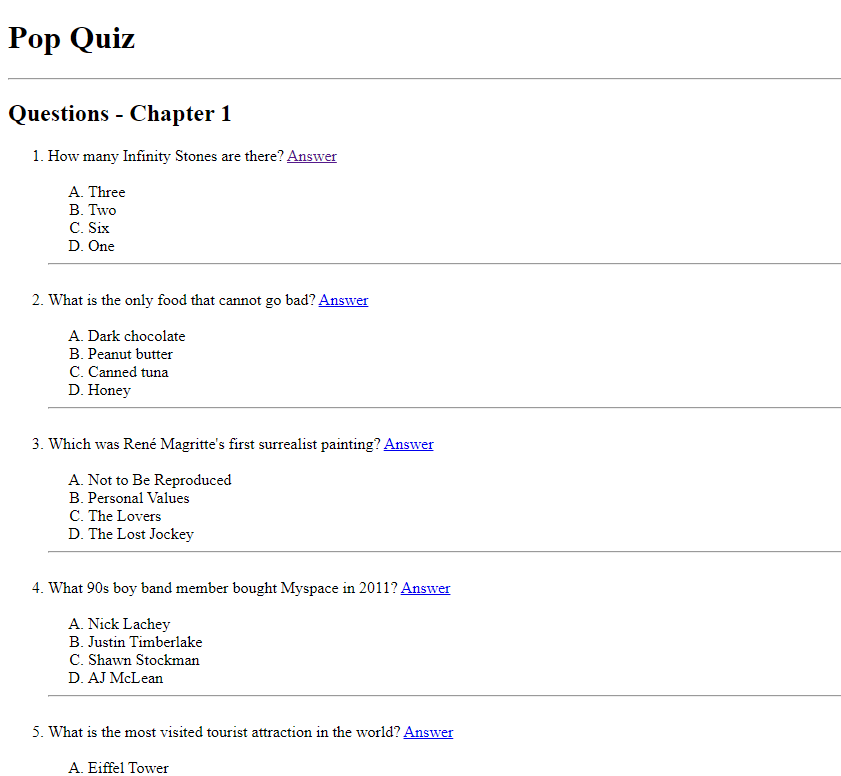 Pop Quiz
Questions - Chapter 1
1. How many Infinity Stones are there? Answer
A. Three
B. Two
C. Six
D. One
2. What is the only food that cannot go bad? Answer
A. Dark chocolate
B. Peanut butter
C. Canned tuna
D. Honey
3. Which was René Magritte's first surrealist painting? Answer
A. Not to Be Reproduced
B. Personal Values
C. The Lovers
D. The Lost Jockey
4. What 90s boy band member bought Myspace in 2011? Answer
A. Nick Lachey
B. Justin Timberlake
C. Shawn Stockman
D. AJ McLean
5. What is the most visited tourist attraction in the world? Answer
A. Eiffel Tower